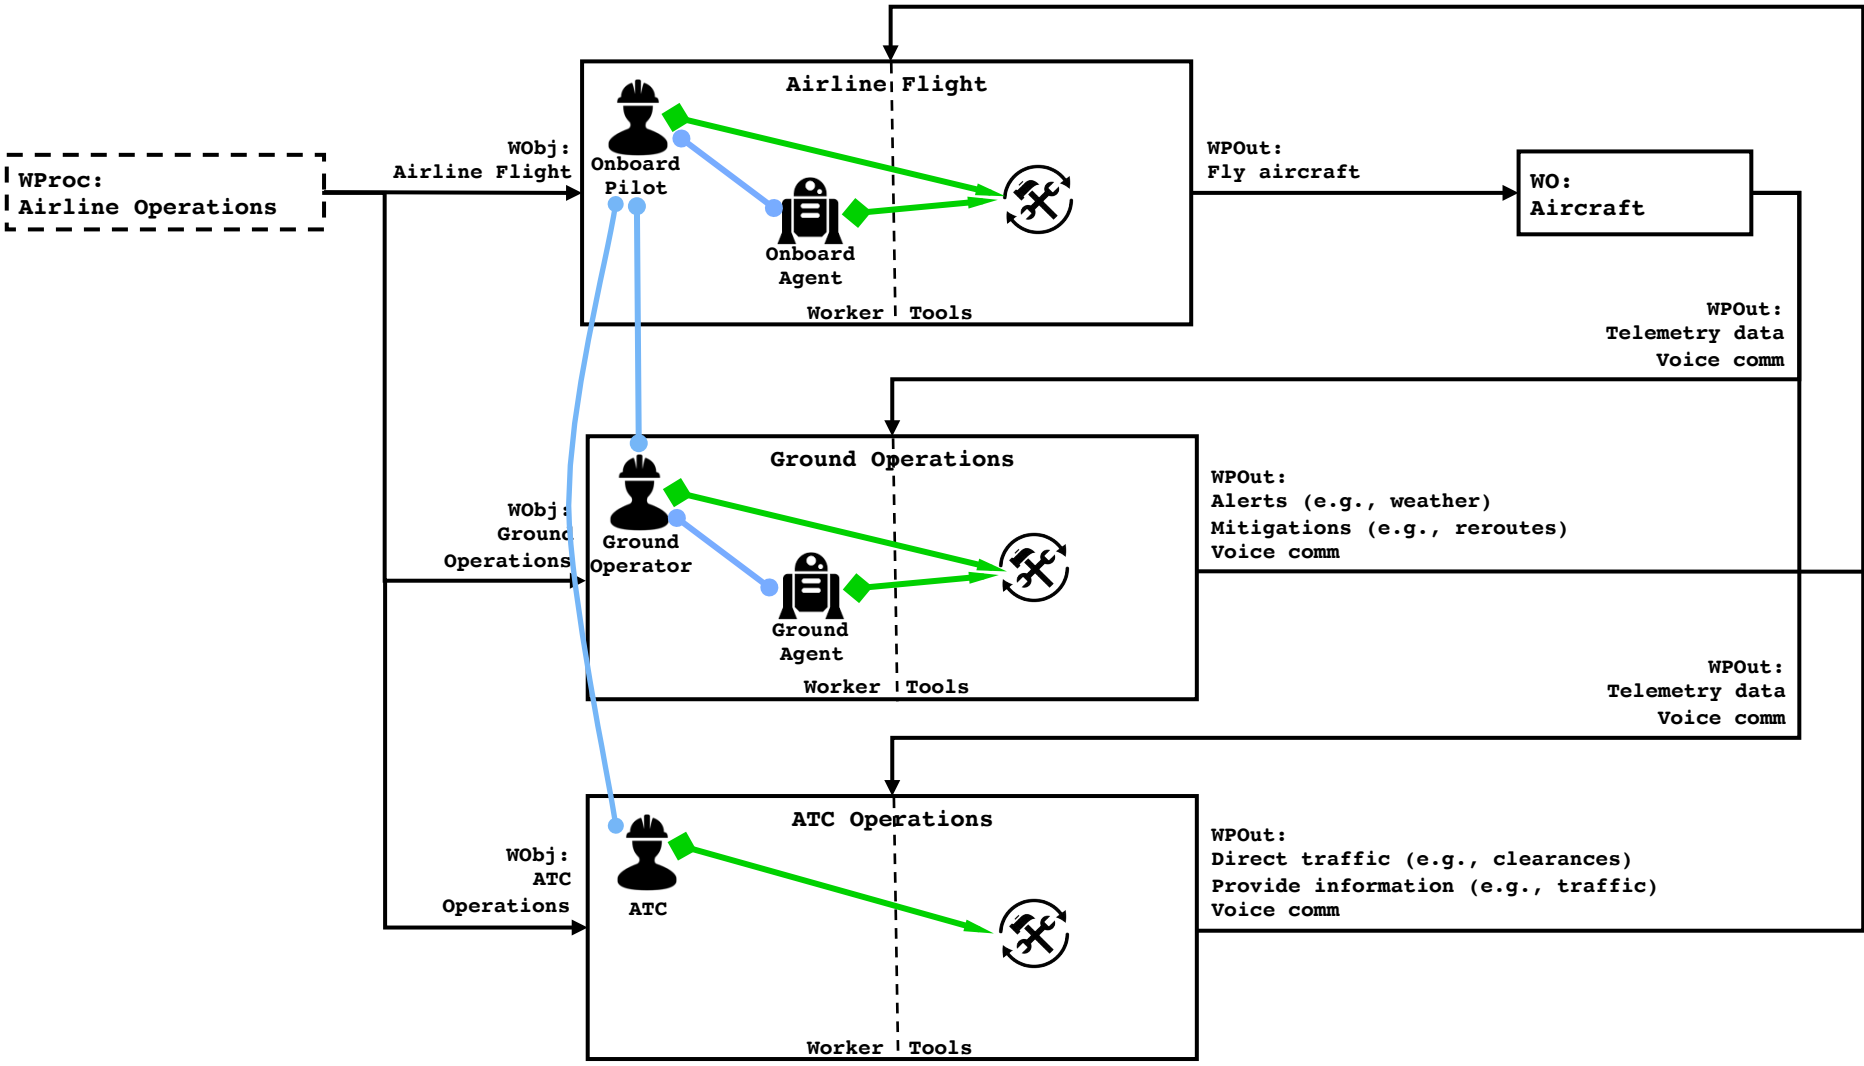 WProc:
Airline Operations
WObj:
Airline Flight
Airline Flight
Onboard
Pilot
Onboard
Agent
Worker
Tools
WPOut:
Fly aircraft
WO:
Aircraft
WPOut:
Telemetry data
Voice comm
WObj:
Ground
Operations
Ground Operations
Ground
Operator
Ground
Agent
Worker
Tools
WPOut:
Alerts (e.g., weather)
Mitigations (e.g., reroutes)
Voice comm
WPOut:
Telemetry data
Voice comm
WObj:
ATC
Operations
ATC Operations
ATC
Worker
Tools
WPOut:
Direct traffic (e.g., clearances)
Provide information (e.g., traffic)
Voice comm